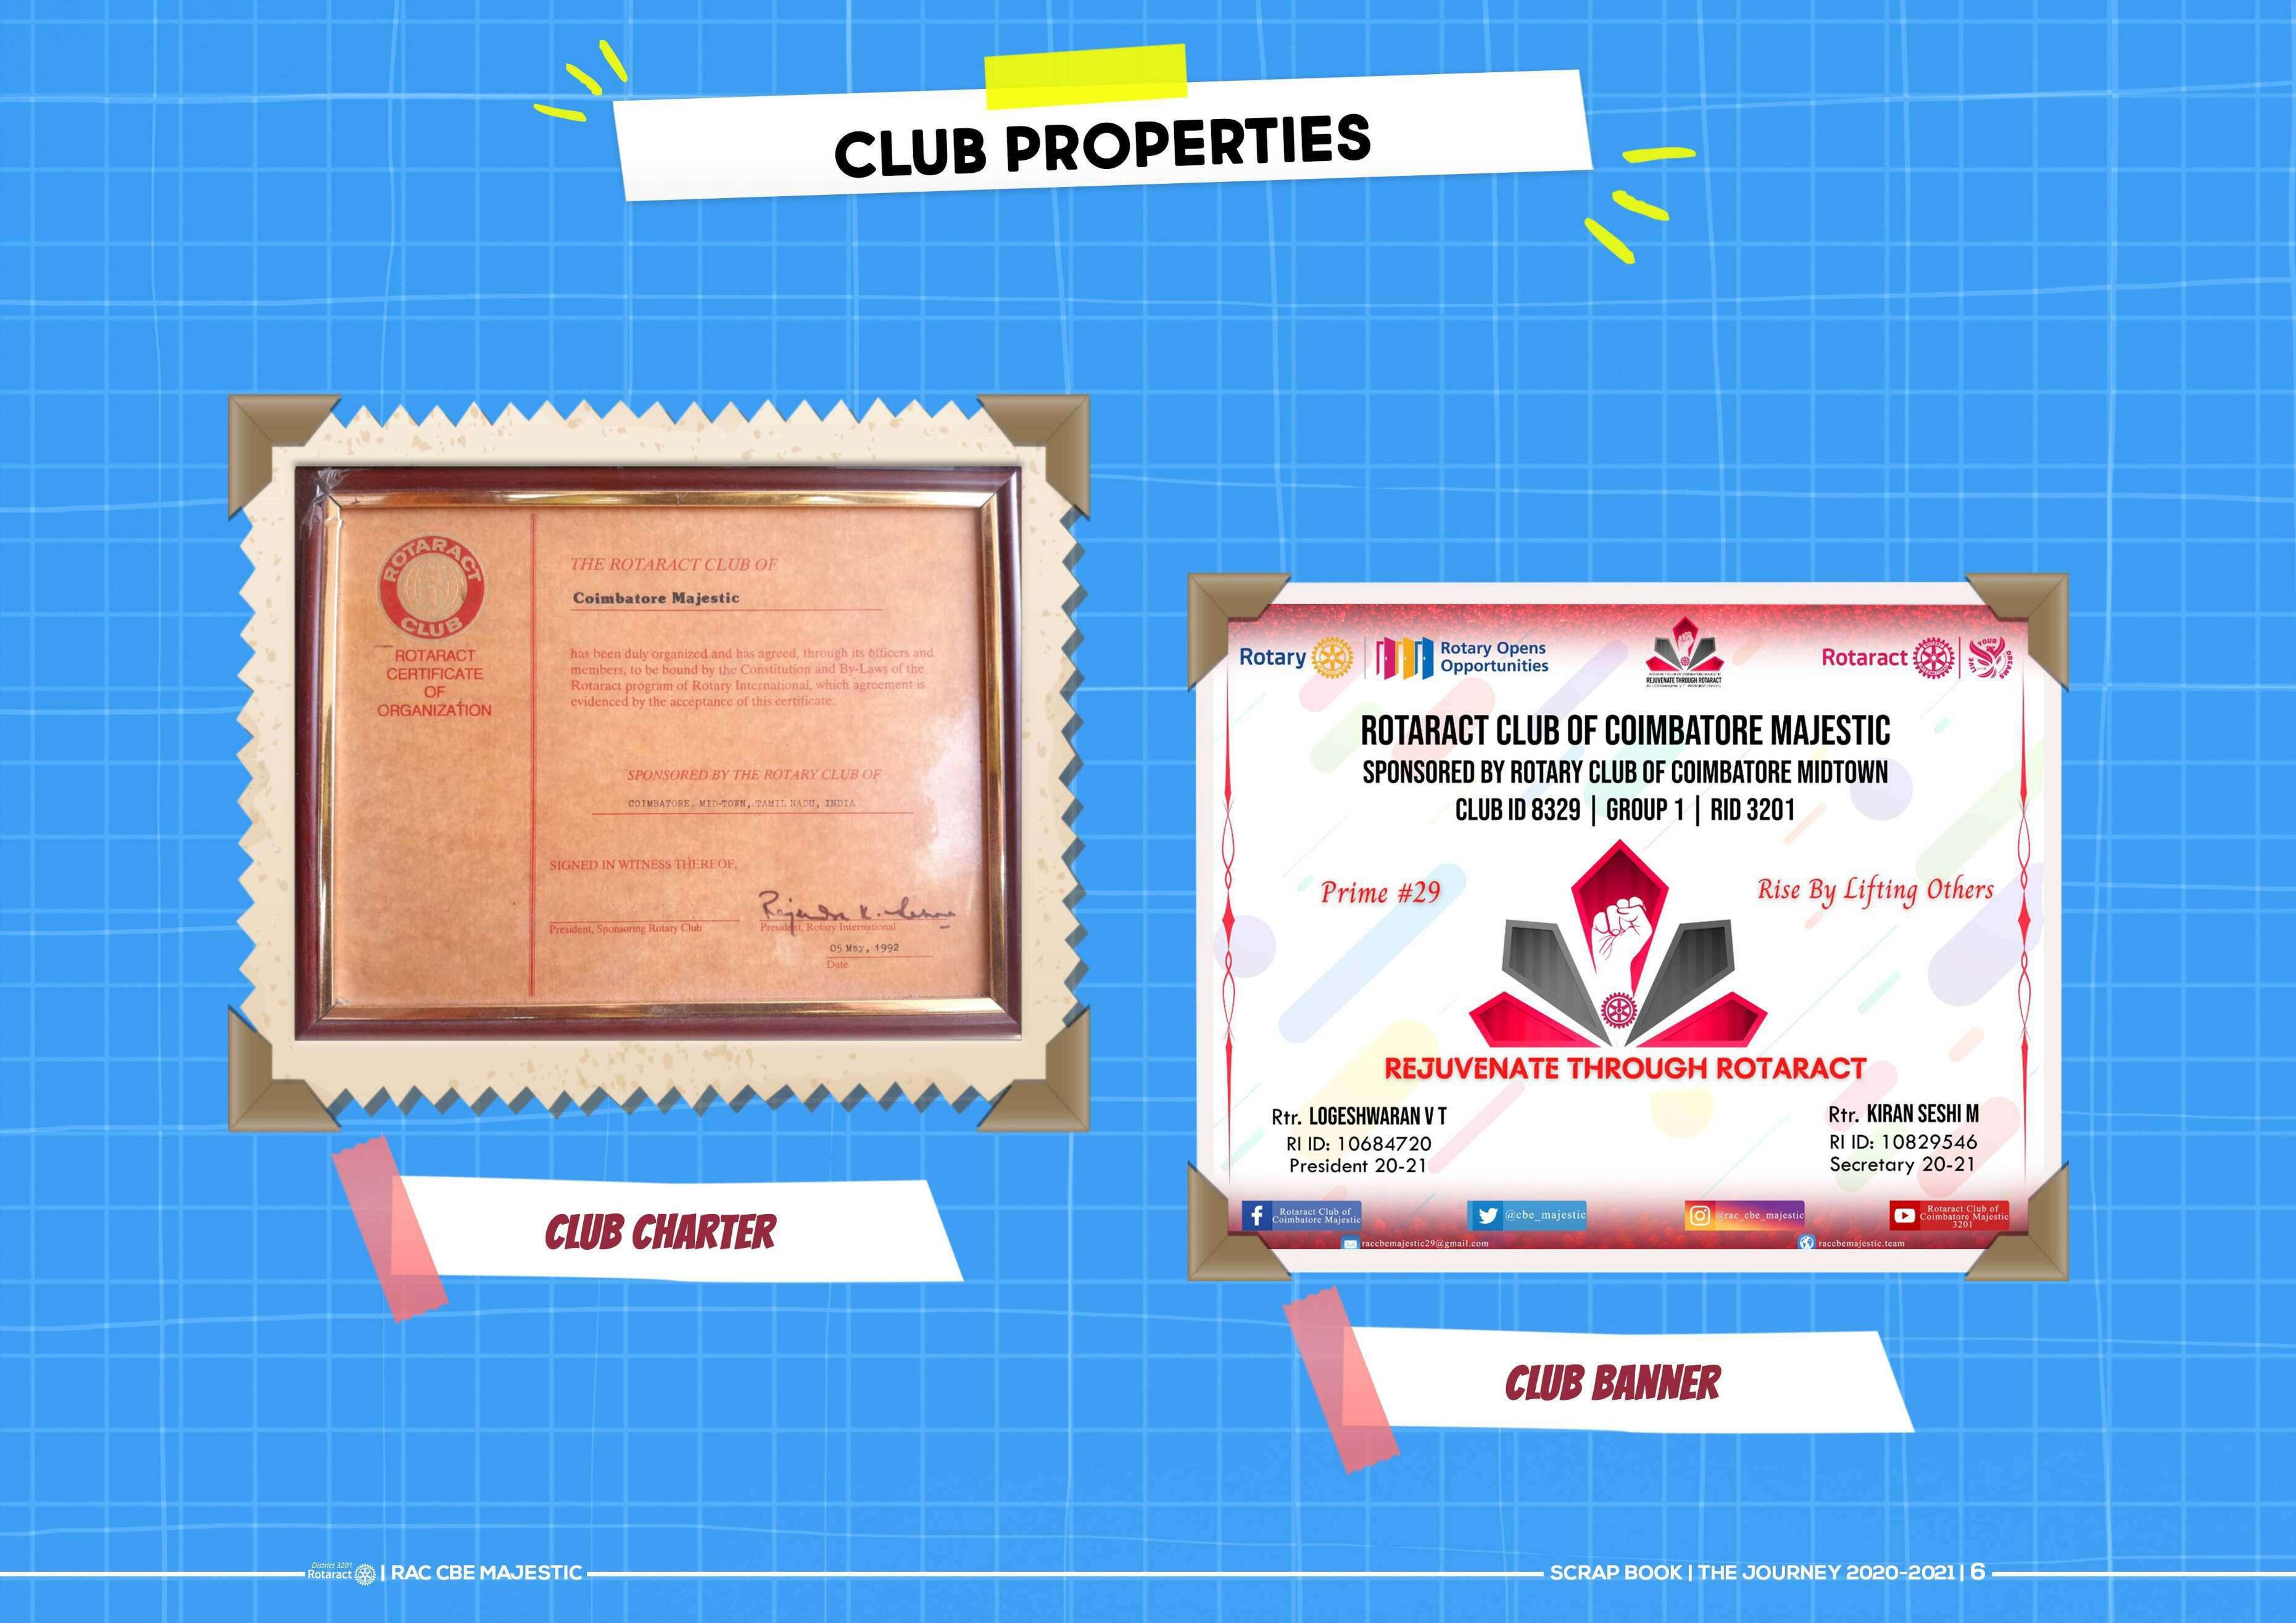 CLUB PROPERTIES
ROTARACT
CLUB
ROTARACT
CERTIFICATE
OF
ORGANIZATION
THE ROTARACT CLUB OF
Coimbatore Majestic
has been duly organized and has agreed, through its officers and
members, to be bound by the Constitution and By-Laws of the
Rotaract program of Rotary International, which agreement is
evidenced by the acceptance of this certificate.
SPONSORED BY THE ROTARY CLUB OF
COIMBATORE, MID-TOWN, TAMIL NADU, INDIA
SIGNED IN WITNESS THEREOF,
President, Sponsoring Rotary Club
President, Rotary International
05 May, 1992
Date
CLUB CHARTER
Rotary
Rotary Opens
Opportunities
REJUVENATE THROUGH ROTARACT
Rotaract
ROTARACT CLUB OF COIMBATORE MAJESTIC
SPONSORED BY ROTARY CLUB OF COIMBATORE MIDTOWN
CLUB ID 8329 | GROUP 1 | RID 3201
Prime #29
Rise By Lifting Others
REJUVENATE THROUGH ROTARACT
Rtr. LOGESHWARAN V T
RI ID: 10684720
President 20-21
Rtr. KIRAN SESHI M
RI ID: 10829546
Secretary 20-21
Rotaract Club of
Coimbatore Majestic
@cbe_majestic
@rac_cbe_majestic
Rotaract Club of
Coimbatore Majestic
3201
raccbemajestic29@gmail.com
raccbemajestic.team
CLUB BANNER
District 3201
Rotaract | RAC CBE MAJESTIC
SCRAP BOOK | THE JOURNEY 2020-2021 | 6